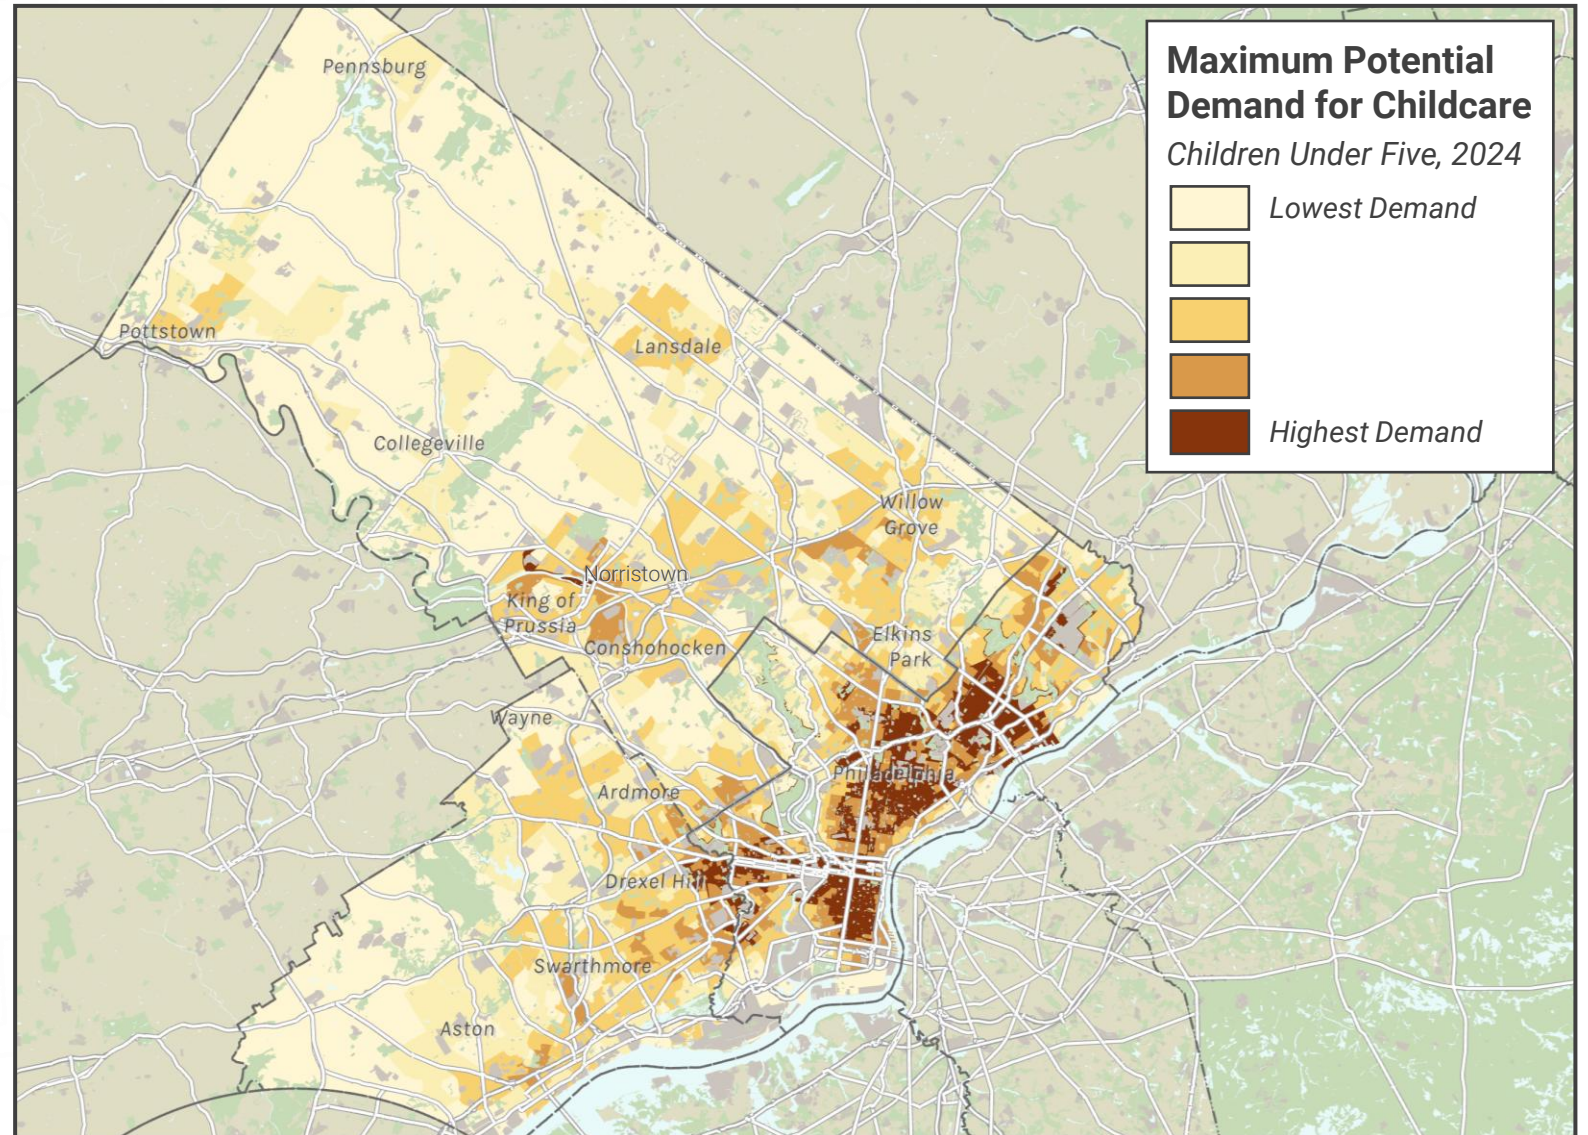 Maximum Potential
Demand for Childcare
Children Under Five, 2024
Lowest Demand
Highest Demand
Pennsburg
Pottstown
Lansdale
Collegeville
Willow
Grove
Norristown
King of
Prussia
Conshohocken
Elkins
Park
Wayne
Philadelphia
Ardmore
Drexel Hill
Swarthmore
Aston